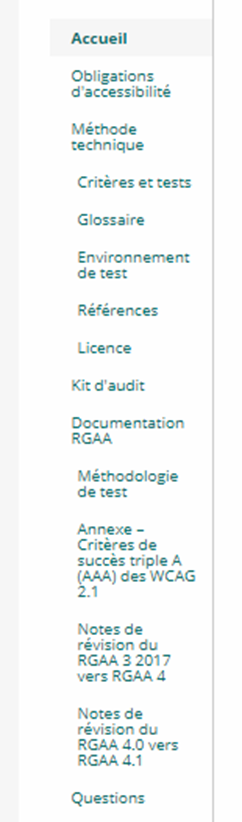 Accueil
Obligations
d'accessibilité
Méthode
technique
Critères et tests
Glossaire
Environnement
de test
Références
Licence
Kit d'audit
Documentation
RGAA
Méthodologie
de test
Annexe –
Critères de
succès triple A
(AAA) des WCAG
2.1
Notes de
révision du
RGAA 3 2017
vers RGAA 4
Notes de
révision du
RGAA 4.0 vers
RGAA 4.1
Questions